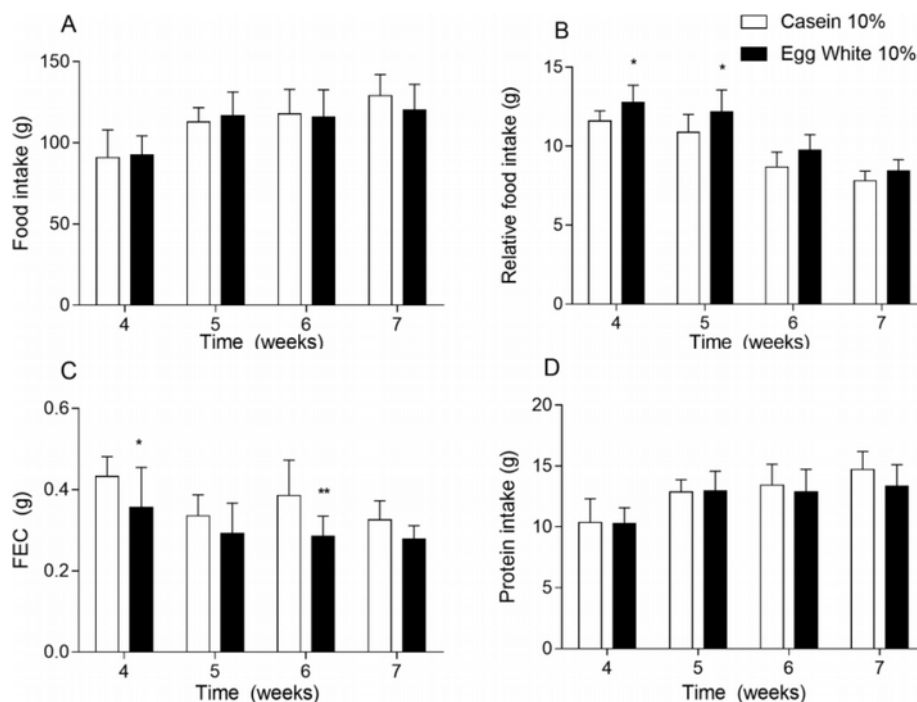 A
B
Casein 10%
Egg White 10%
Food intake (g)
150
100
50
0
4 5 6 7
Time (weeks)
Relative food intake (g)
15
10
5
0
* *
4 5 6 7
Time (weeks)
C
D
FEC (g)
0.6
0.4
0.2
0.0
* **
4 5 6 7
Time (weeks)
Protein intake (g)
20
15
10
5
0
4 5 6 7
Time (weeks)